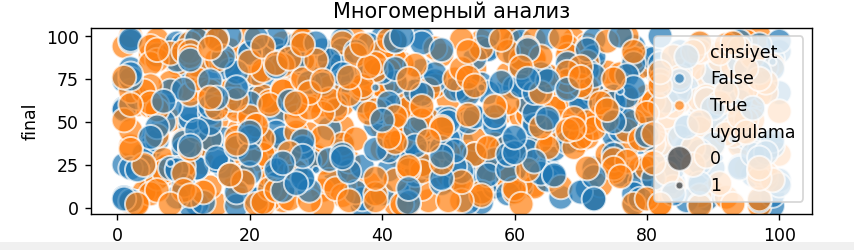 Многомерный анализ
100
75
50
25
0
final
0 20 40 60 80 100
cinsiyet
False
True
uygulama
0
1